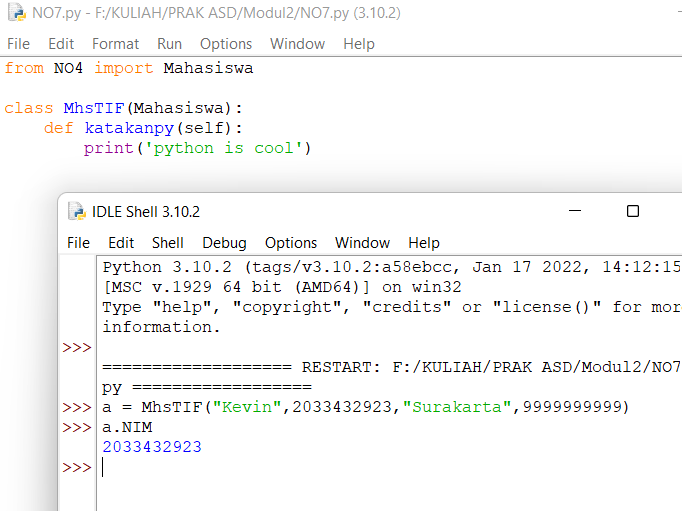 NO7.py - F:/KULIAH/PRAK ASD/Modul2/NO7.py (3.10.2)
File Edit Format Run Options Window Help
from NO4 import Mahasiswa
class MhsTIF(Mahasiswa):
    def katakanpy(self):
        print('python is cool')
IDLE Shell 3.10.2
File Edit Shell Debug Options Window Help
Python 3.10.2 (tags/v3.10.2:a58ebcc, Jan 17 2022, 14:12:15
[MSC v.1929 64 bit (AMD64)] on win32
Type "help", "copyright", "credits" or "license()" for mor
information.
>>>
=================== RESTART: F:/KULIAH/PRAK ASD/Modul2/NO7
py ==================
>>> a = MhsTIF("Kevin",2033432923,"Surakarta",9999999999)
>>> a.NIM
2033432923
>>>